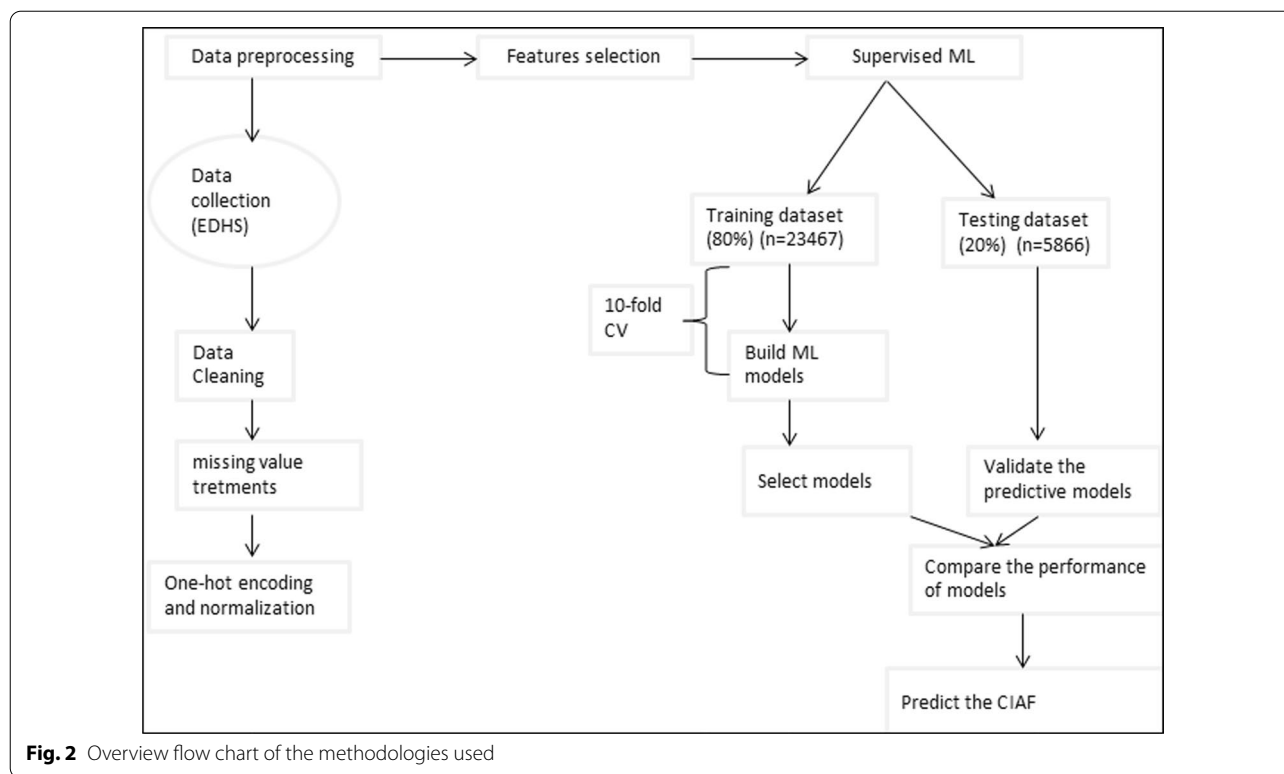 Data preprocessing
Features selection
Supervised ML
Data
collection
(EDHS)
Data
Cleaning
missing value
tretments
One-hot encoding
and normalization
Training dataset
(80%) (n=23467)
Testing dataset
(20%) (n=5866)
10-fold
CV
Build ML
models
Select models
Validate the
predictive models
Compare the performance
of models
Predict the CIAF
Fig. 2 Overview flow chart of the methodologies used